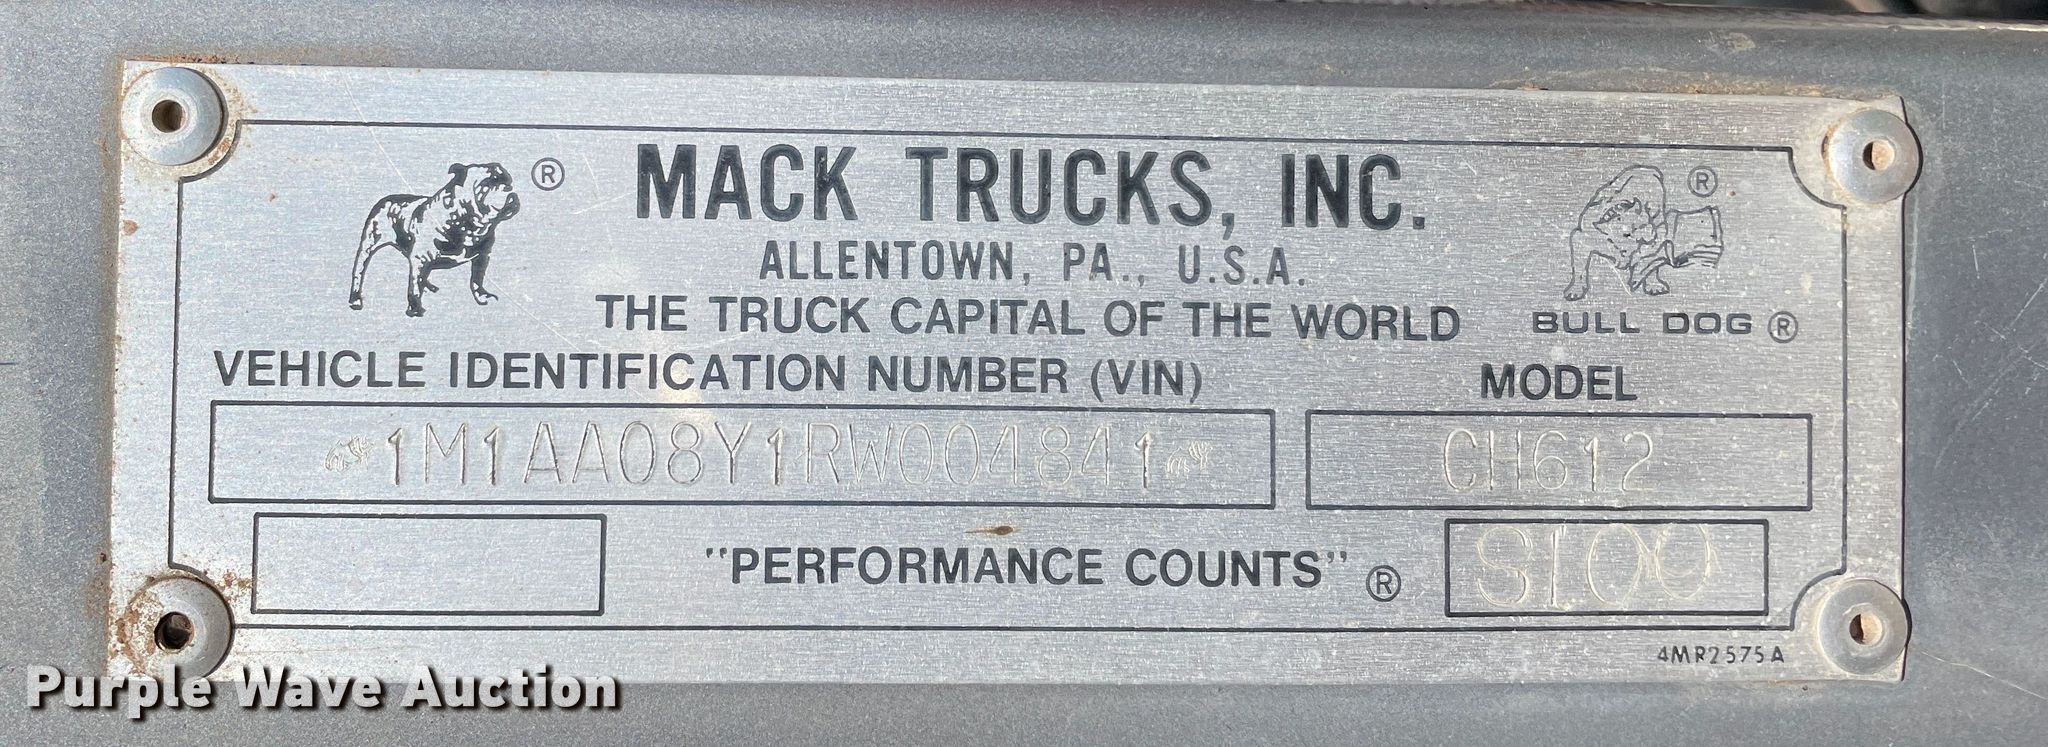 ® MACK TRUCKS, INC. ®
ALLENTOWN, PA., U.S.A.
THE TRUCK CAPITAL OF THE WORLD
BULL DOG ®
VEHICLE IDENTIFICATION NUMBER (VIN)
MODEL
1M1AA08Y1RW004841
CH612
"PERFORMANCE COUNTS" ®
S100
4MR2575A
Purple Wave Auction